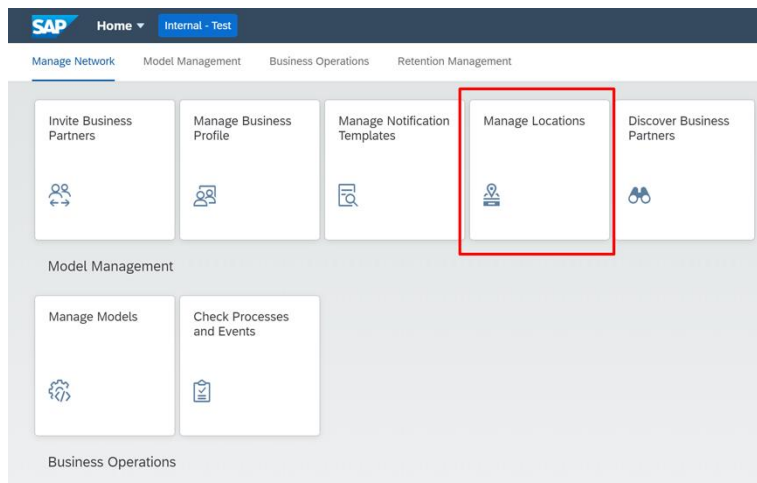 SAP Home Internal - Test
Manage Network Model Management Business Operations Retention Management
Invite Business
Partners
Manage Business
Profile
Manage Notification
Templates
Manage Locations
Discover Business
Partners
Model Management
Manage Models
Check Processes
and Events
Business Operations